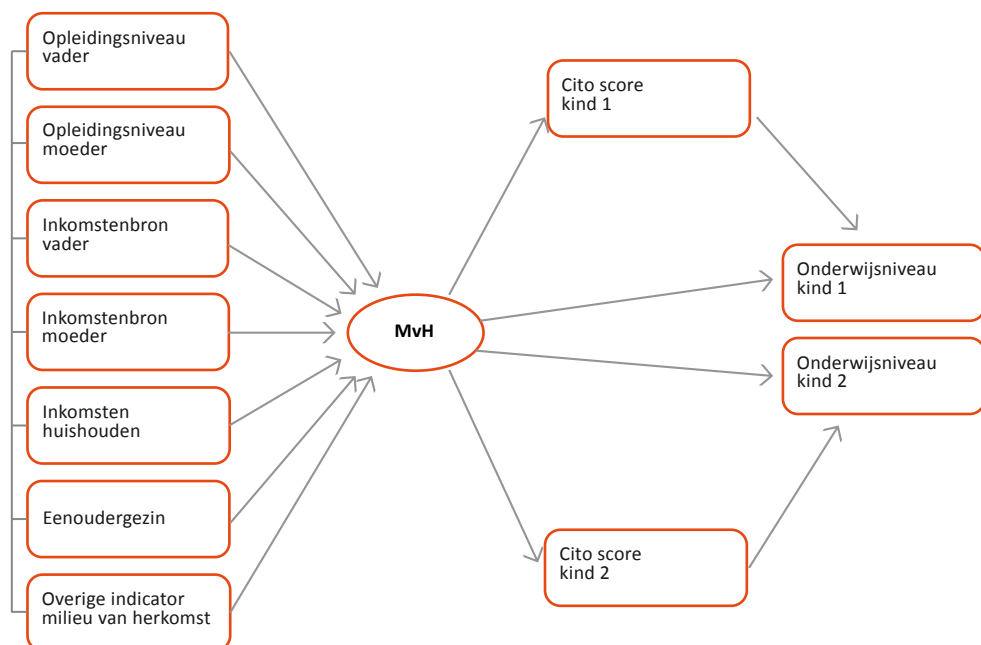 Opleidingsniveau
vader
Opleidingsniveau
moeder
Inkomstenbron
vader
Inkomstenbron
moeder
Inkomsten
huishouden
Eenoudergezin
Overige indicator
milieu van herkomst
MvH
Cito score
kind 1
Onderwijsniveau
kind 1
Onderwijsniveau
kind 2
Cito score
kind 2